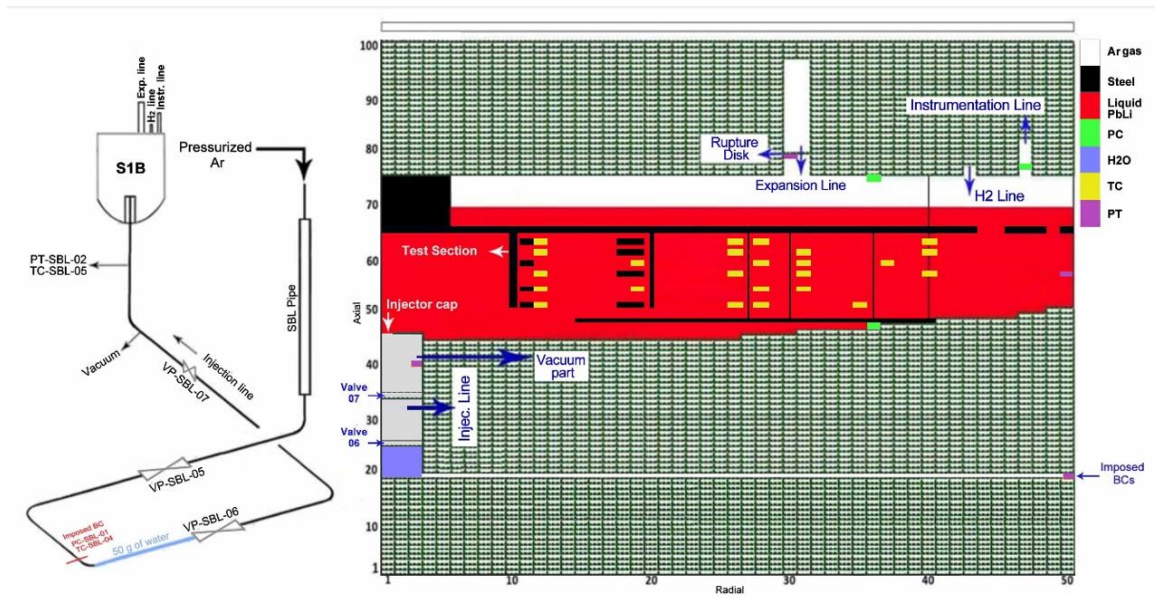 Exp. line
H2 line
Instr. line
S1B
Pressurized
Ar
PT-SBL-02
TC-SBL-05
SBL Pipe
Vacuum
Injection line
VP-SBL-07
VP-SBL-05
VP-SBL-06
Imposed BC
PC-SBL-01
TC-SBL-04
50 g of water
Axial
100
90
80
70
60
50
40
30
20
10
1
1
10
20
30
40
50
Radial
Rupture
Disk
Expansion Line
Instrumentation Line
H2 Line
Test Section
Injector cap
Vacuum
part
Injec. Line
Valve
07
Valve
06
Imposed
BCs
Ar gas
Steel
Liquid
PbLi
PC
H2O
TC
PT